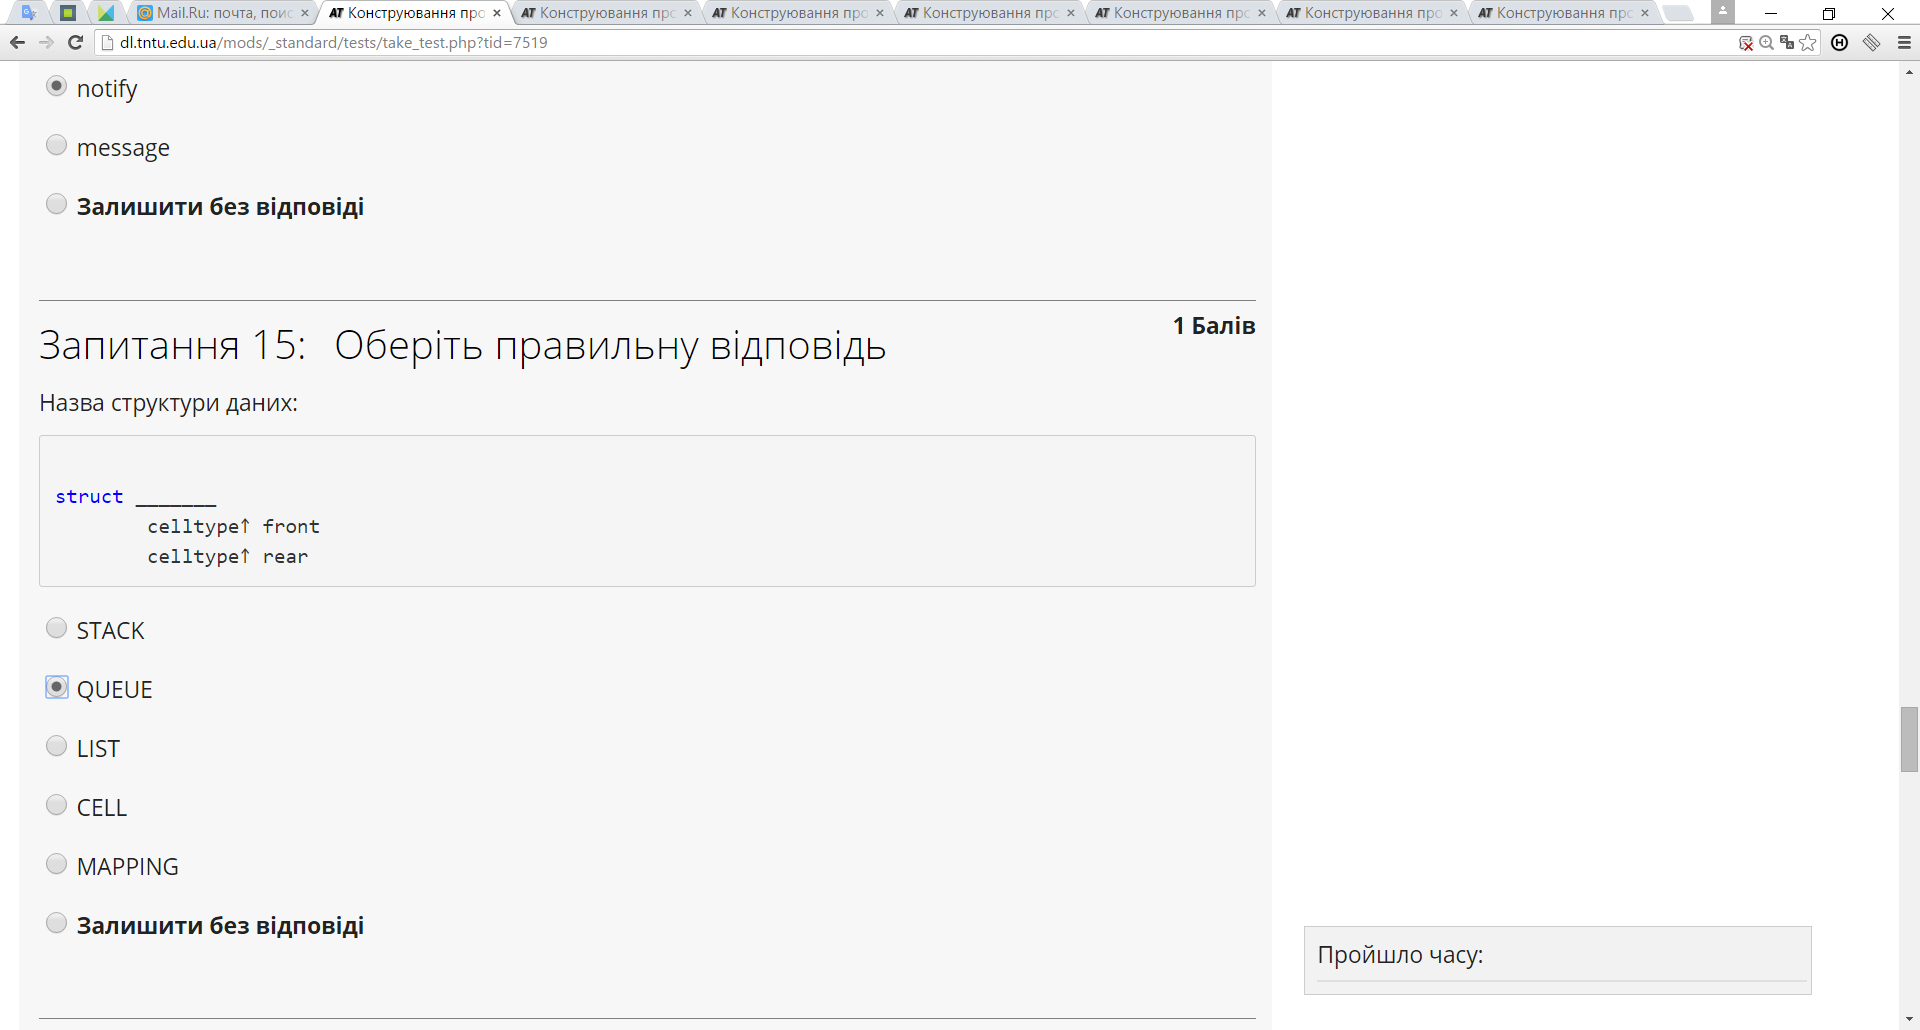 Mail.Ru: почта, поис
Конструювання про
Конструювання про
Конструювання про
Конструювання про
Конструювання про
Конструювання про
Конструювання про
dl.tntu.edu.ua/mods/_standard/tests/take_test.php?tid=7519
notify
message
Залишити без відповіді
1 Балів
Запитання 15: Оберіть правильну відповідь
Назва структури даних:
struct _______
celltype↑ front
celltype↑ rear
STACK
QUEUE
LIST
CELL
MAPPING
Залишити без відповіді
Пройшло часу: